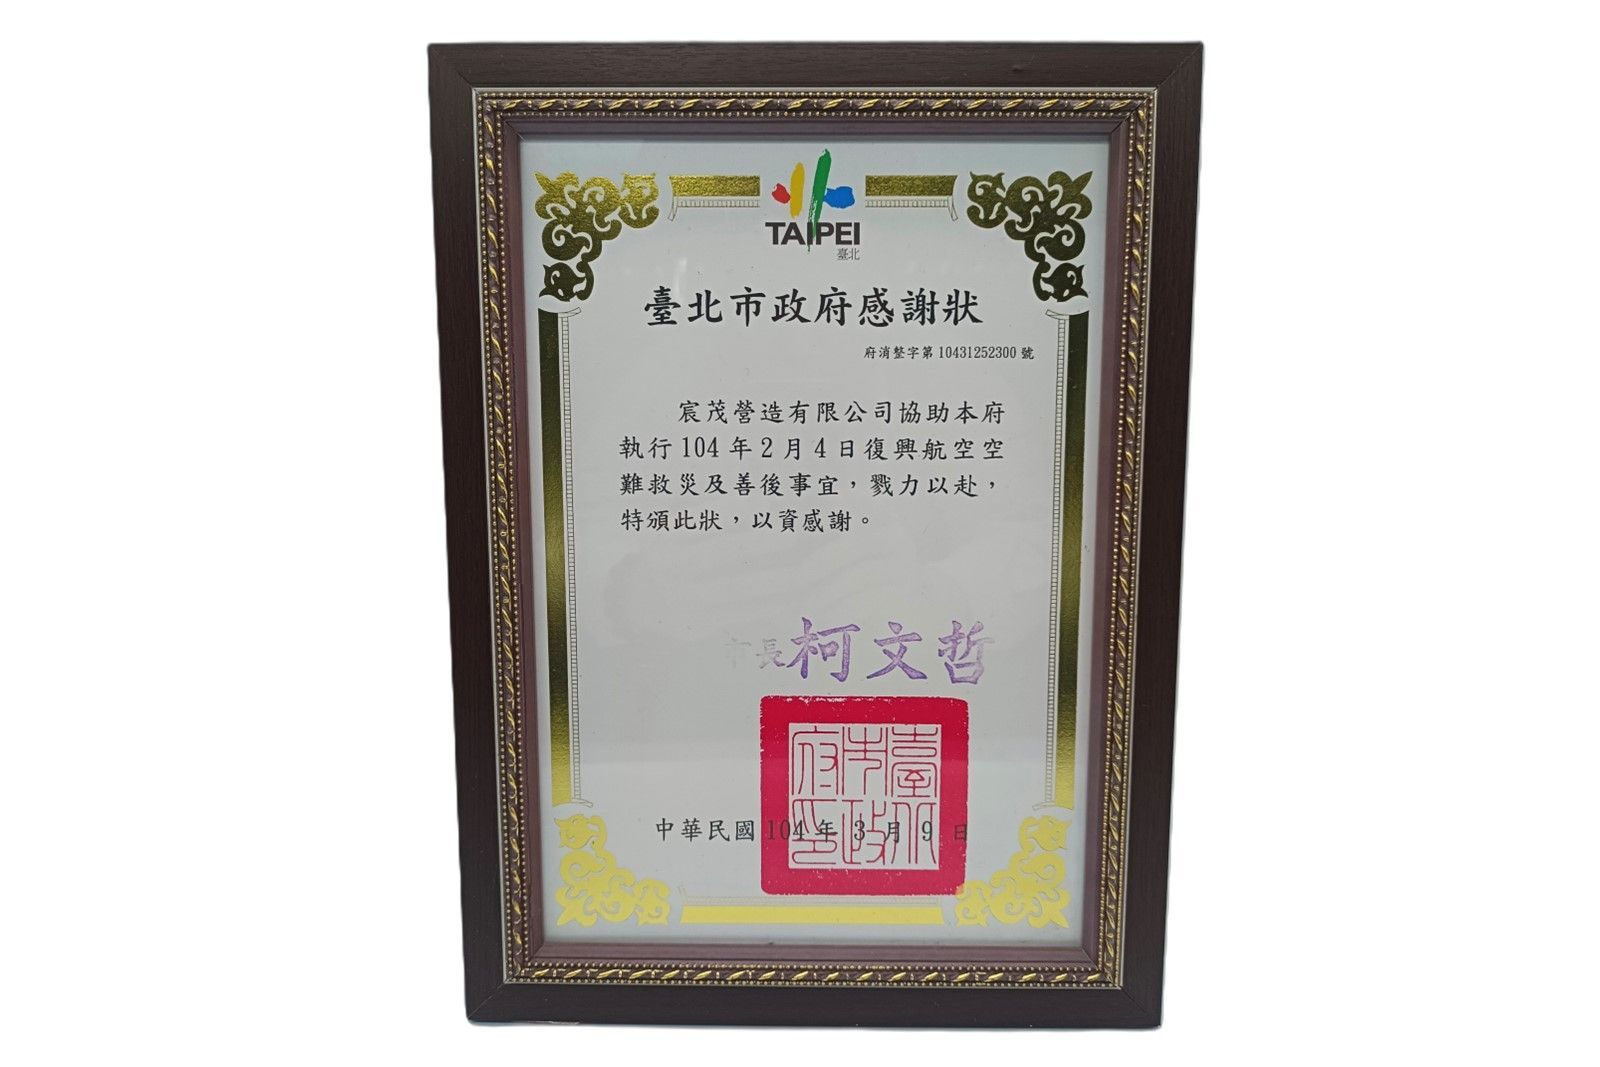 TAIPEI
臺北
臺北市政府感謝狀
府消整字第10431252300號
宸茂營造有限公司協助本府
執行104年2月4日復興航空空
難救災及善後事宜，戮力以赴，
特頒此狀，以資感謝。
市長柯文哲
臺北市政府印
中華民國104年3月9日